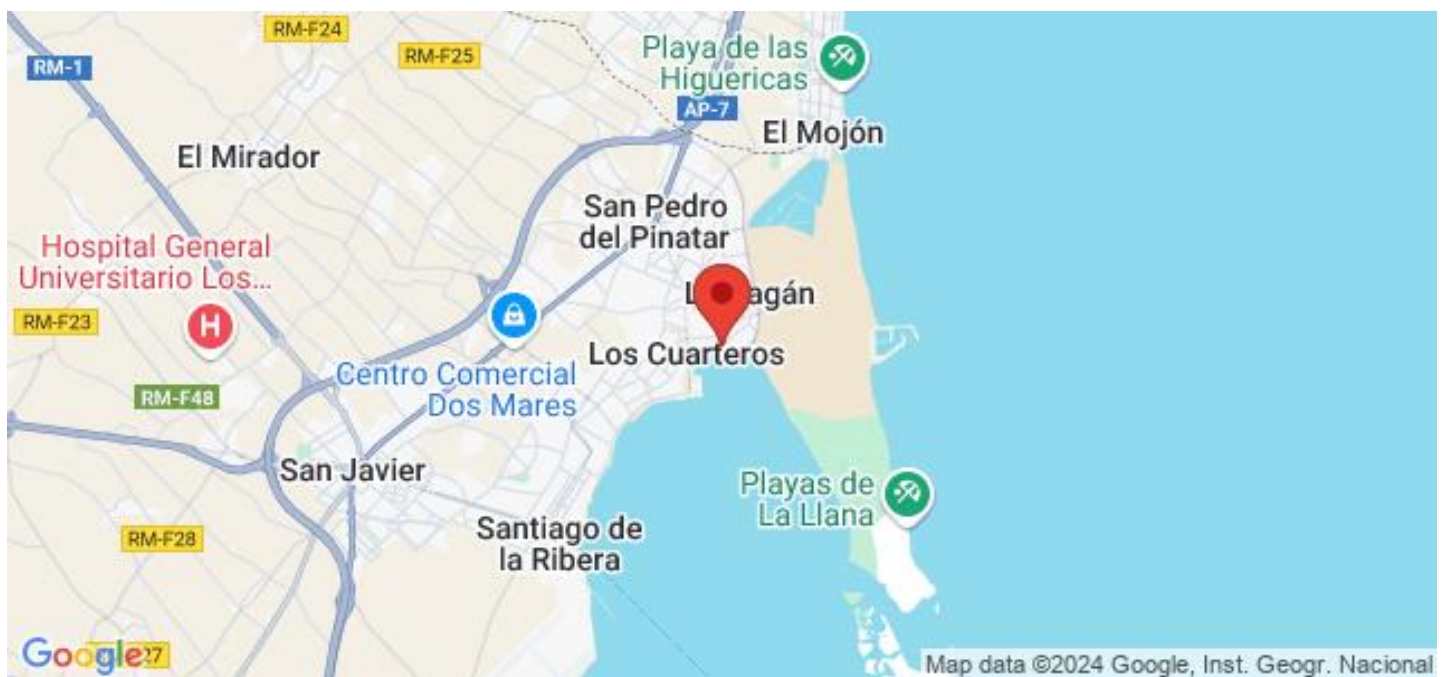 RM-F24
RM-F25
RM-1
Playa de las
Higuericas
AP-7
El Mojón
El Mirador
San Pedro
del Pinatar
Hospital General
Universitario Los...
H
RM-F23
agán
Los Cuarteros
Centro Comercial
Dos Mares
RM-F48
San Javier
Playas de
La Llana
Santiago de
la Ribera
RM-F28
Google
Map data ©2024 Google, Inst. Geogr. Nacional